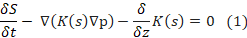 δS/δt − ∇(K(s)∇p) − δ/δz K(s) = 0 (1)